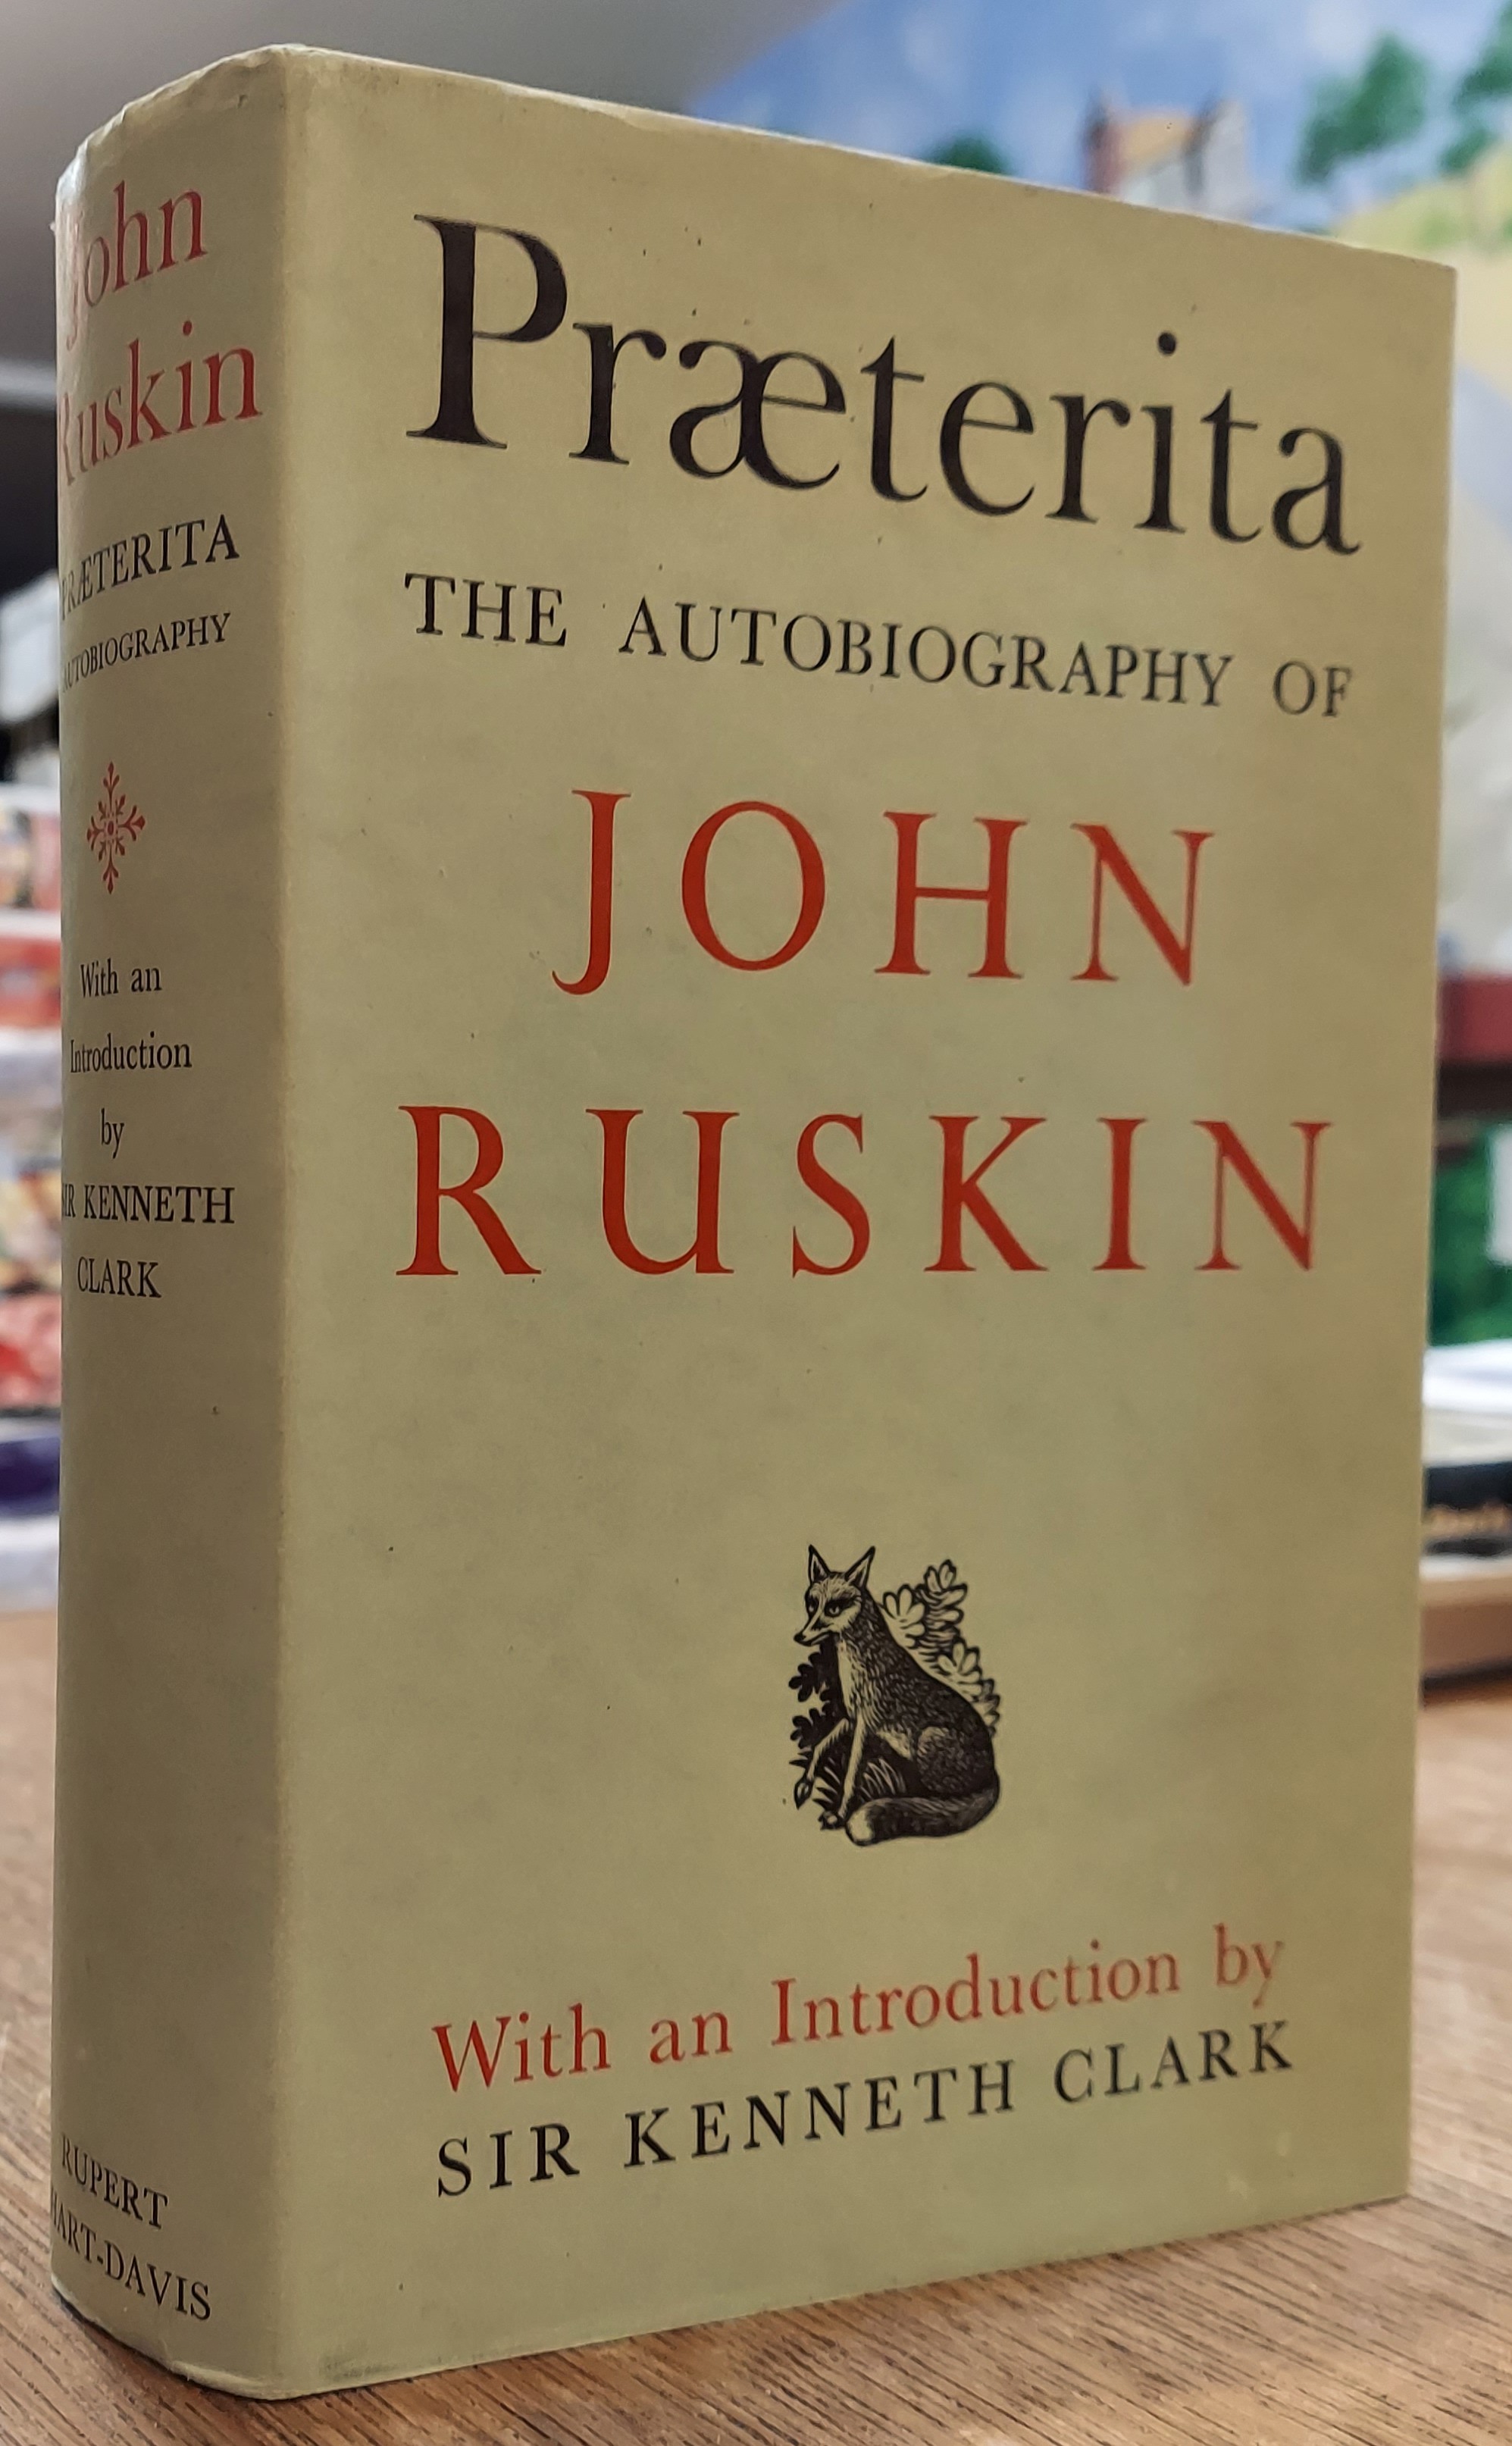 John
Ruskin
PRÆTERITA
AUTOBIOGRAPHY
With an
Introduction
by
SIR KENNETH
CLARK
RUPERT
HART-DAVIS
Præterita
THE AUTOBIOGRAPHY OF
JOHN
RUSKIN
With an Introduction by
SIR KENNETH CLARK